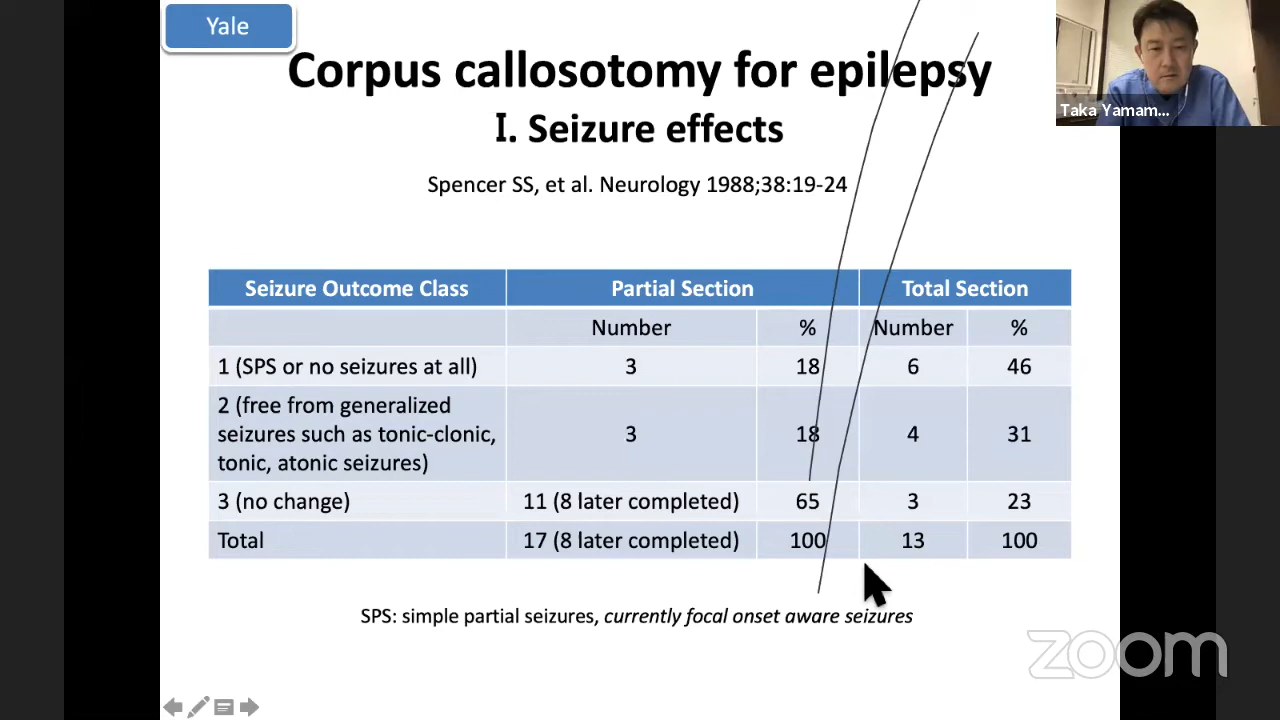 Yale
Corpus callosotomy for epilepsy
I. Seizure effects
Spencer SS, et al. Neurology 1988;38:19-24
Taka Yamam...
Seizure Outcome Class Partial Section Total Section
Number % Number %
1 (SPS or no seizures at all) 3 18 6 46
2 (free from generalized
seizures such as tonic-clonic, 3 18 4 31
tonic, atonic seizures)
3 (no change) 11 (8 later completed) 65 3 23
Total 17 (8 later completed) 100 13 100
SPS: simple partial seizures, currently focal onset aware seizures
zoom